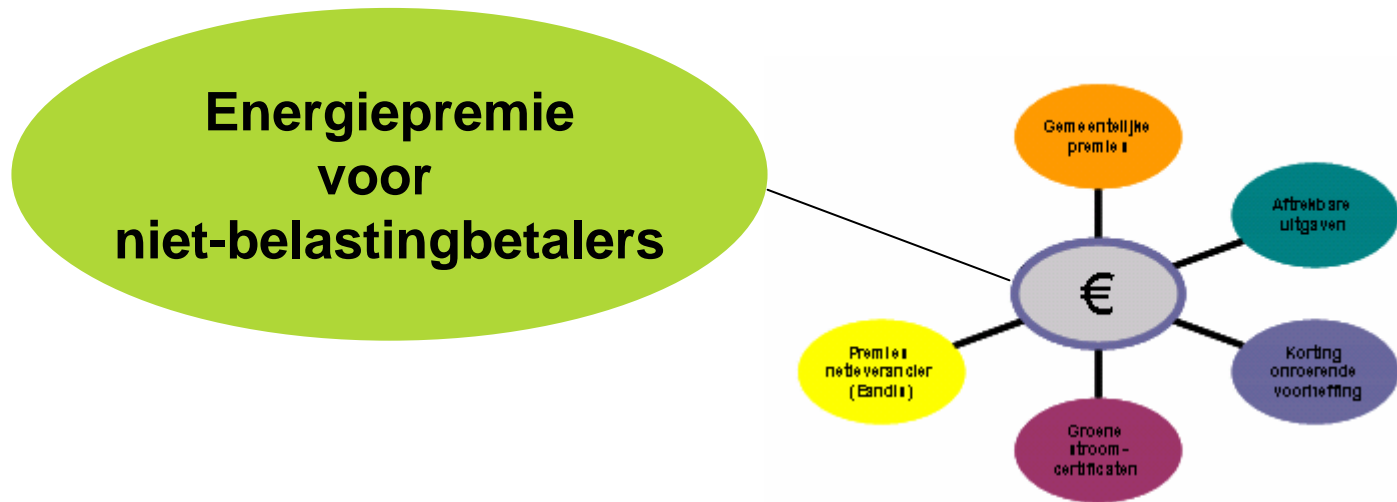 Energiepremie
voor
niet-belastingbetalers
Gemeentelijke
premies
Aftrekbare
uitgaven
€
Premies
netleverancier
(Eandis)
Korting
onroerende
voorheffing
Groene
stroom-
certificaten